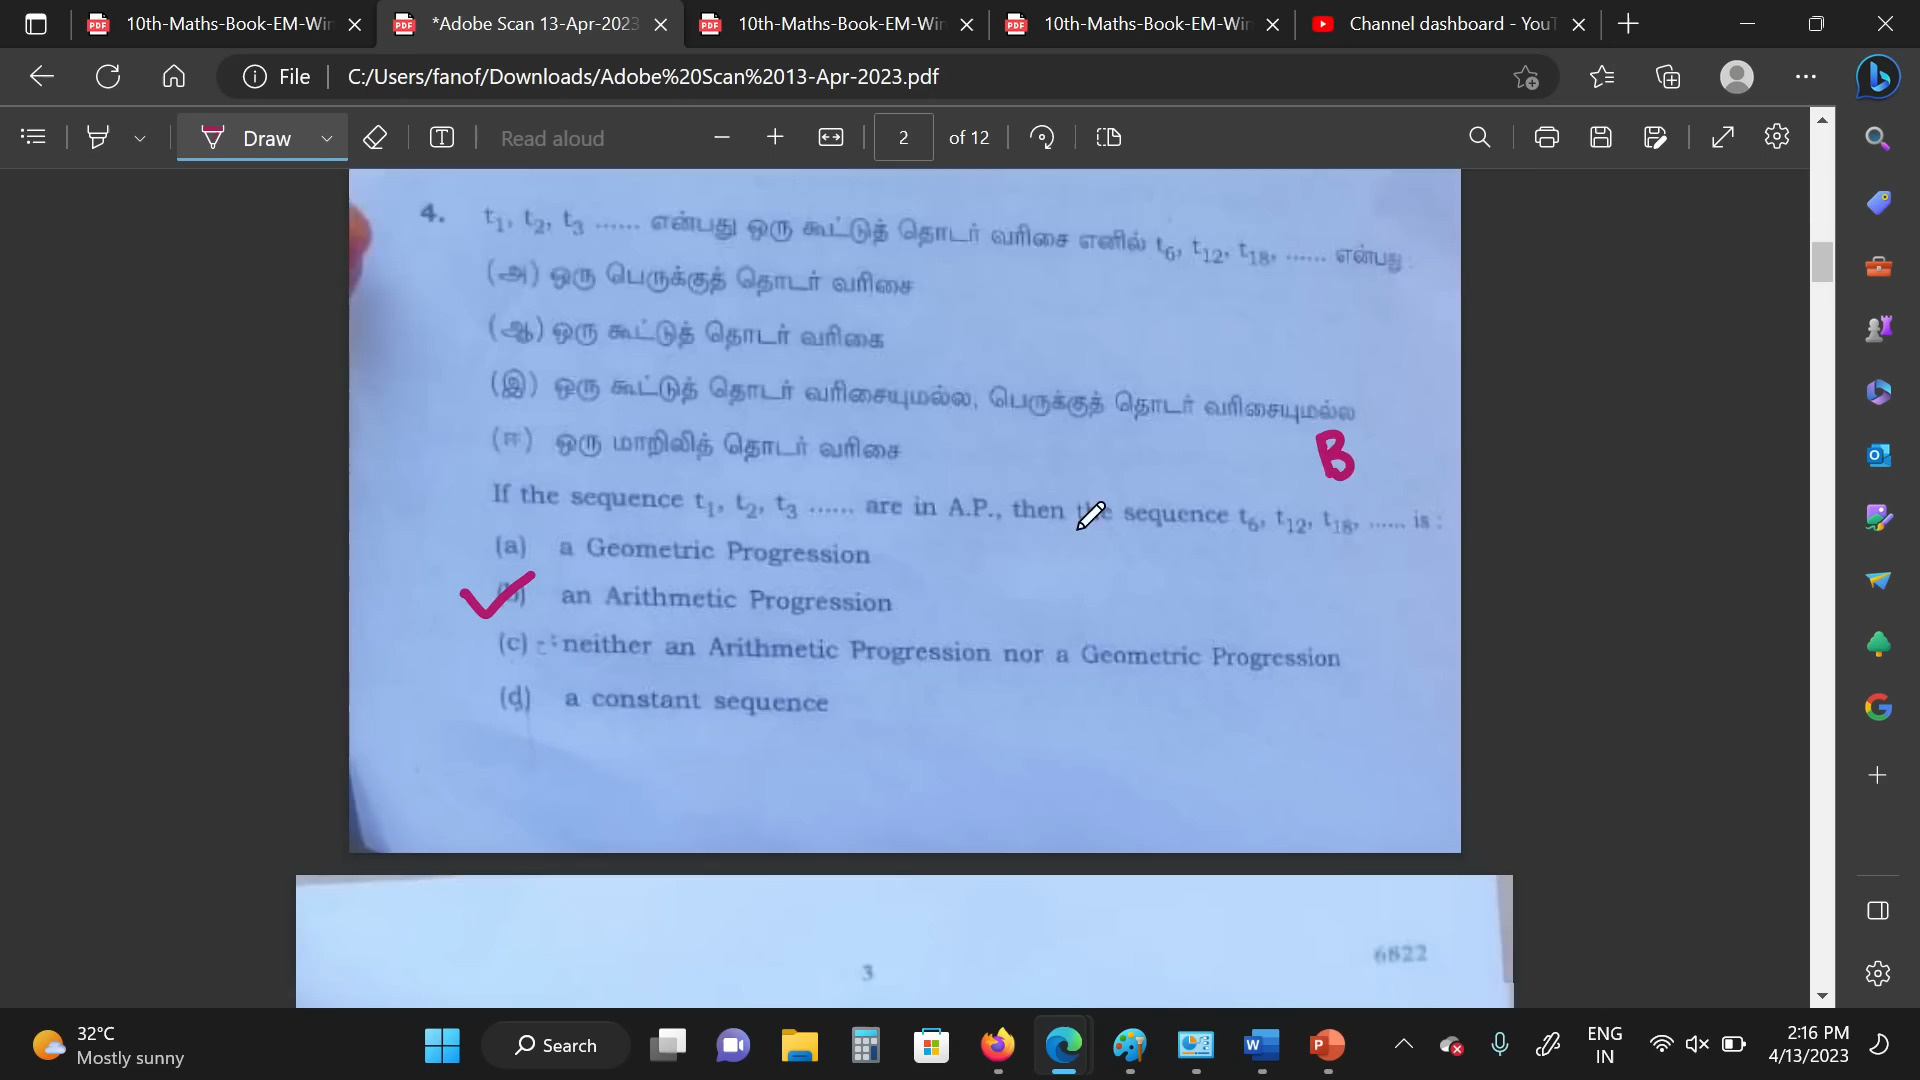 10th-Maths-Book-EM-Win
*Adobe Scan 13-Apr-2023
10th-Maths-Book-EM-Win
10th-Maths-Book-EM-Win
Channel dashboard - YouT
File
C:/Users/fanof/Downloads/Adobe%20Scan%2013-Apr-2023.pdf
Draw
Read aloud
2 of 12
4. t1, t2, t3 ...... என்பது ஒரு கூட்டுத் தொடர் வரிசை எனில் t6, t12, t18, ...... என்பது :
(அ) ஒரு பெருக்குத் தொடர் வரிசை
(ஆ) ஒரு கூட்டுத் தொடர் வரிசை
(இ) ஒரு கூட்டுத் தொடர் வரிசையுமல்ல, பெருக்குத் தொடர் வரிசையுமல்ல
(ஈ) ஒரு மாறிலித் தொடர் வரிசை
B
If the sequence t1, t2, t3 ...... are in A.P., then the sequence t6, t12, t18, ...... is :
(a) a Geometric Progression
(b) an Arithmetic Progression
(c) neither an Arithmetic Progression nor a Geometric Progression
(d) a constant sequence
3
6822
32°C
Mostly sunny
Search
ENG
IN
2:16 PM
4/13/2023